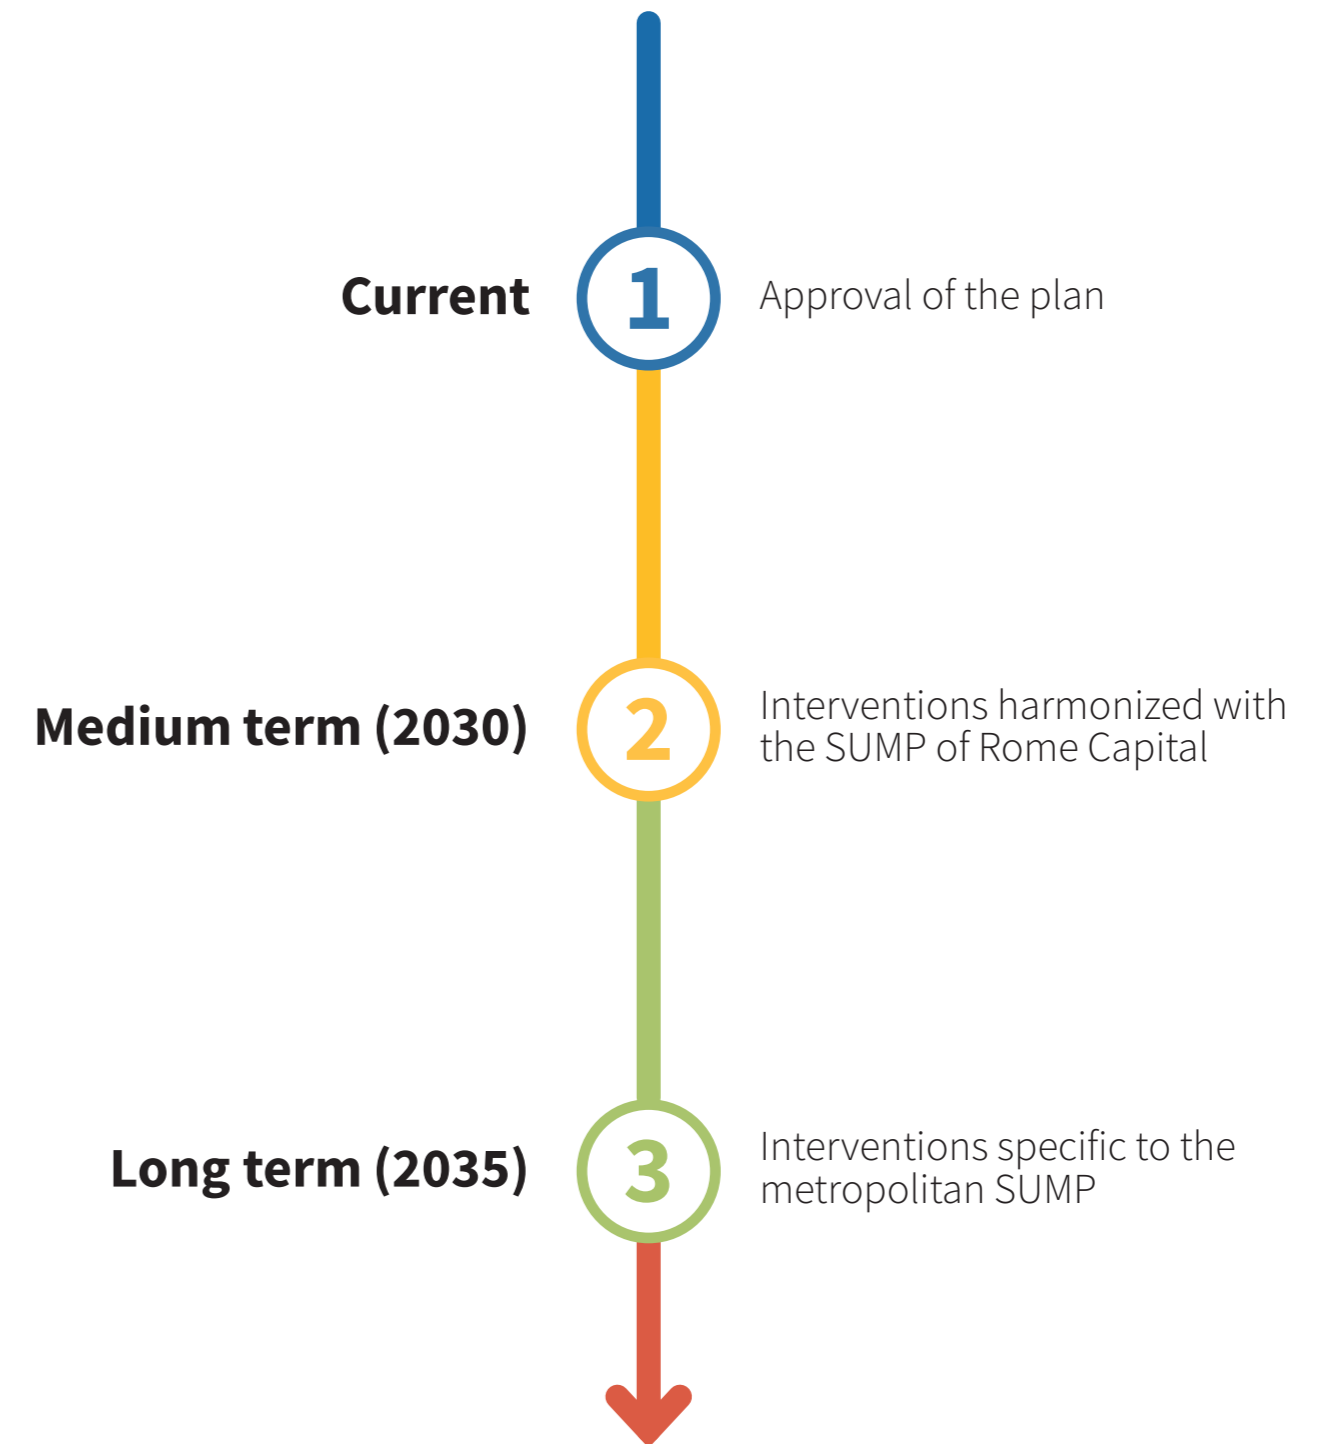 Current
1
Approval of the plan
Medium term (2030)
2
Interventions harmonized with
the SUMP of Rome Capital
Long term (2035)
3
Interventions specific to the
metropolitan SUMP